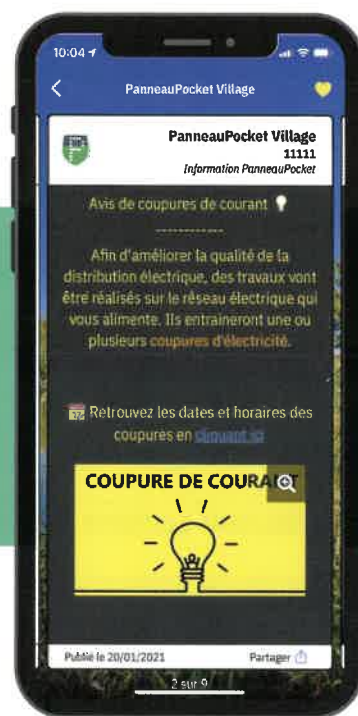 10:04
PanneauPocket Village
PanneauPocket Village
11111
Information PanneauPocket
Avis de coupures de courant
------------
Afin d'améliorer la qualité de la
distribution électrique, des travaux vont
être réalisés sur le réseau électrique qui
vous alimente. Ils entraineront une ou
plusieurs coupures d'électricité.
Retrouvez les dates et horaires des
coupures en cliquant ici
COUPURE DE COURANT
Publié le 20/01/2021
Partager
2 sur 9